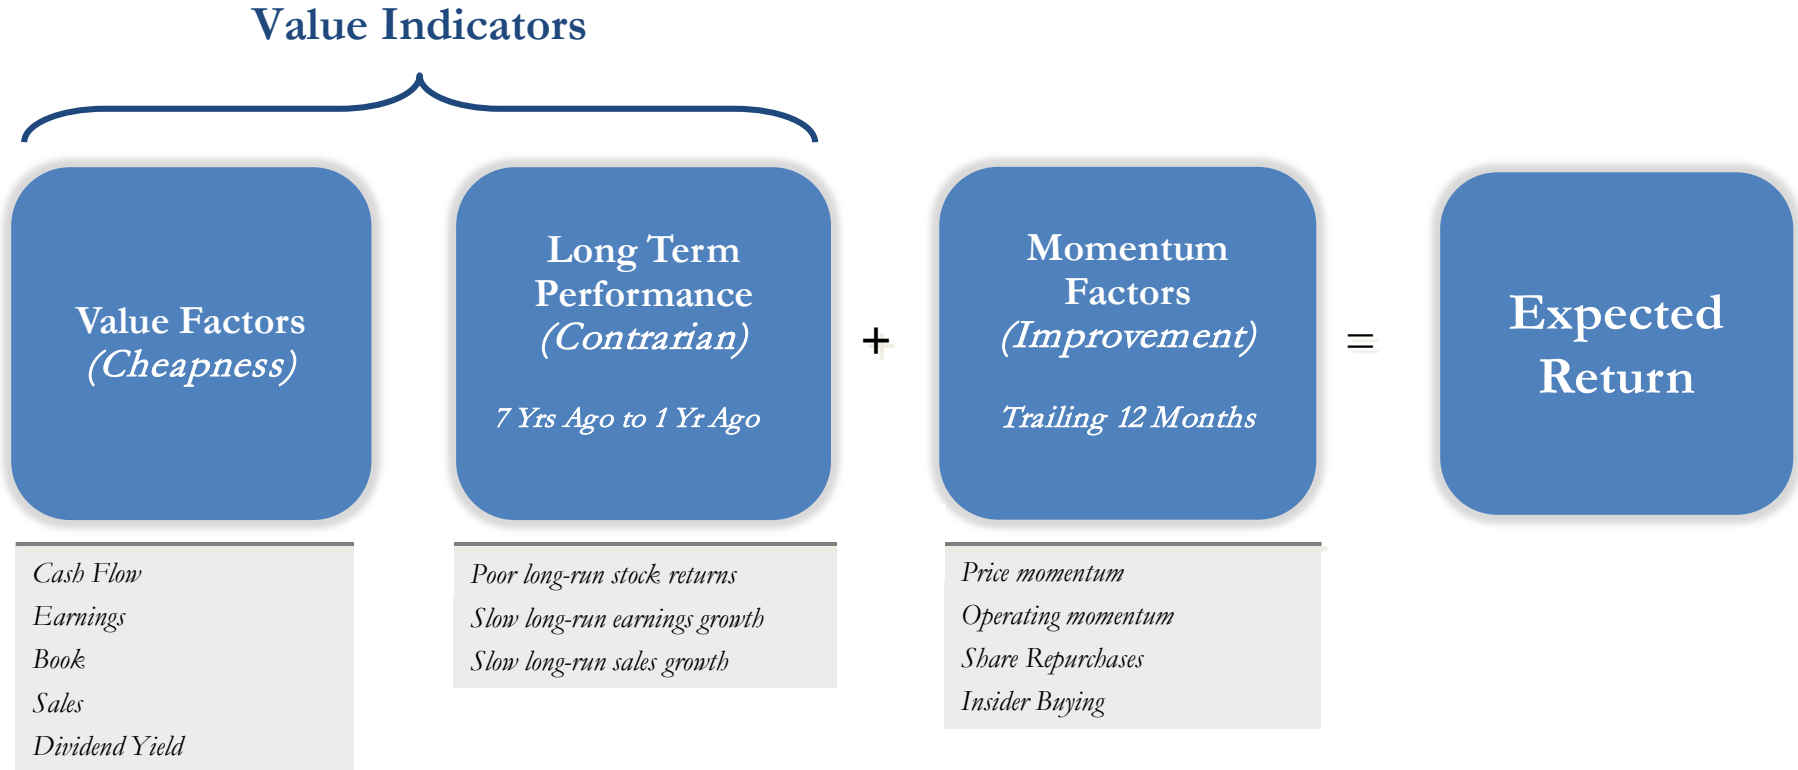 Value Indicators
Value Factors
(Cheapness)
Long Term
Performance
(Contrarian)
7 Yrs Ago to 1 Yr Ago
+
Momentum
Factors
(Improvement)
Trailing 12 Months
=
Expected
Return
Cash Flow
Earnings
Book
Sales
Dividend Yield
Poor long-run stock returns
Slow long-run earnings growth
Slow long-run sales growth
Price momentum
Operating momentum
Share Repurchases
Insider Buying